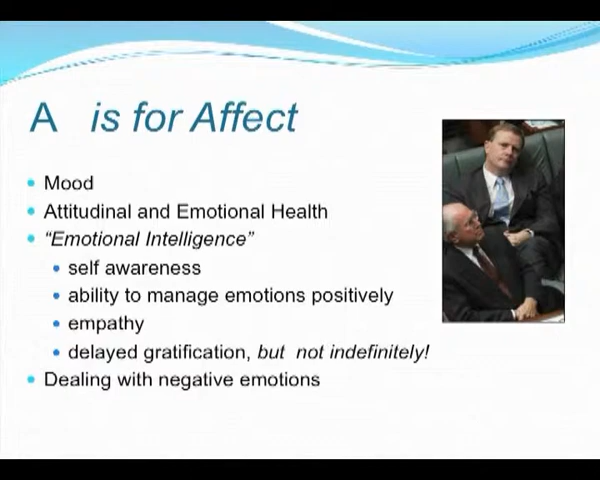 A is for Affect
Mood
Attitudinal and Emotional Health
“Emotional Intelligence”
self awareness
ability to manage emotions positively
empathy
delayed gratification, but not indefinitely!
Dealing with negative emotions